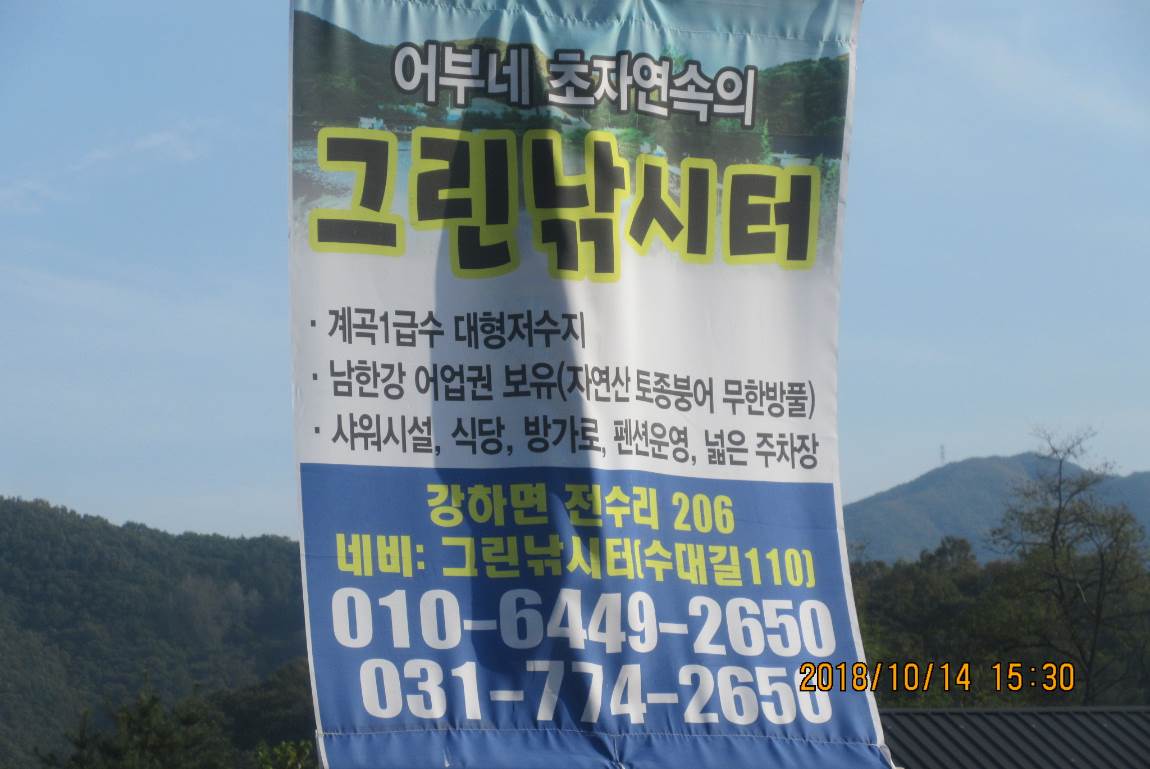 어부네 초자연속의
그린낚시터
· 계곡1급수 대형저수지
· 남한강 어업권 보유(자연산 토종붕어 무한방풀)
· 샤워시설, 식당, 방가로, 펜션운영, 넓은 주차장
강하면 전수리 206
네비: 그린낚시터(수대길110)
010-6449-2650
031-774-2650
2018/10/14 15:30